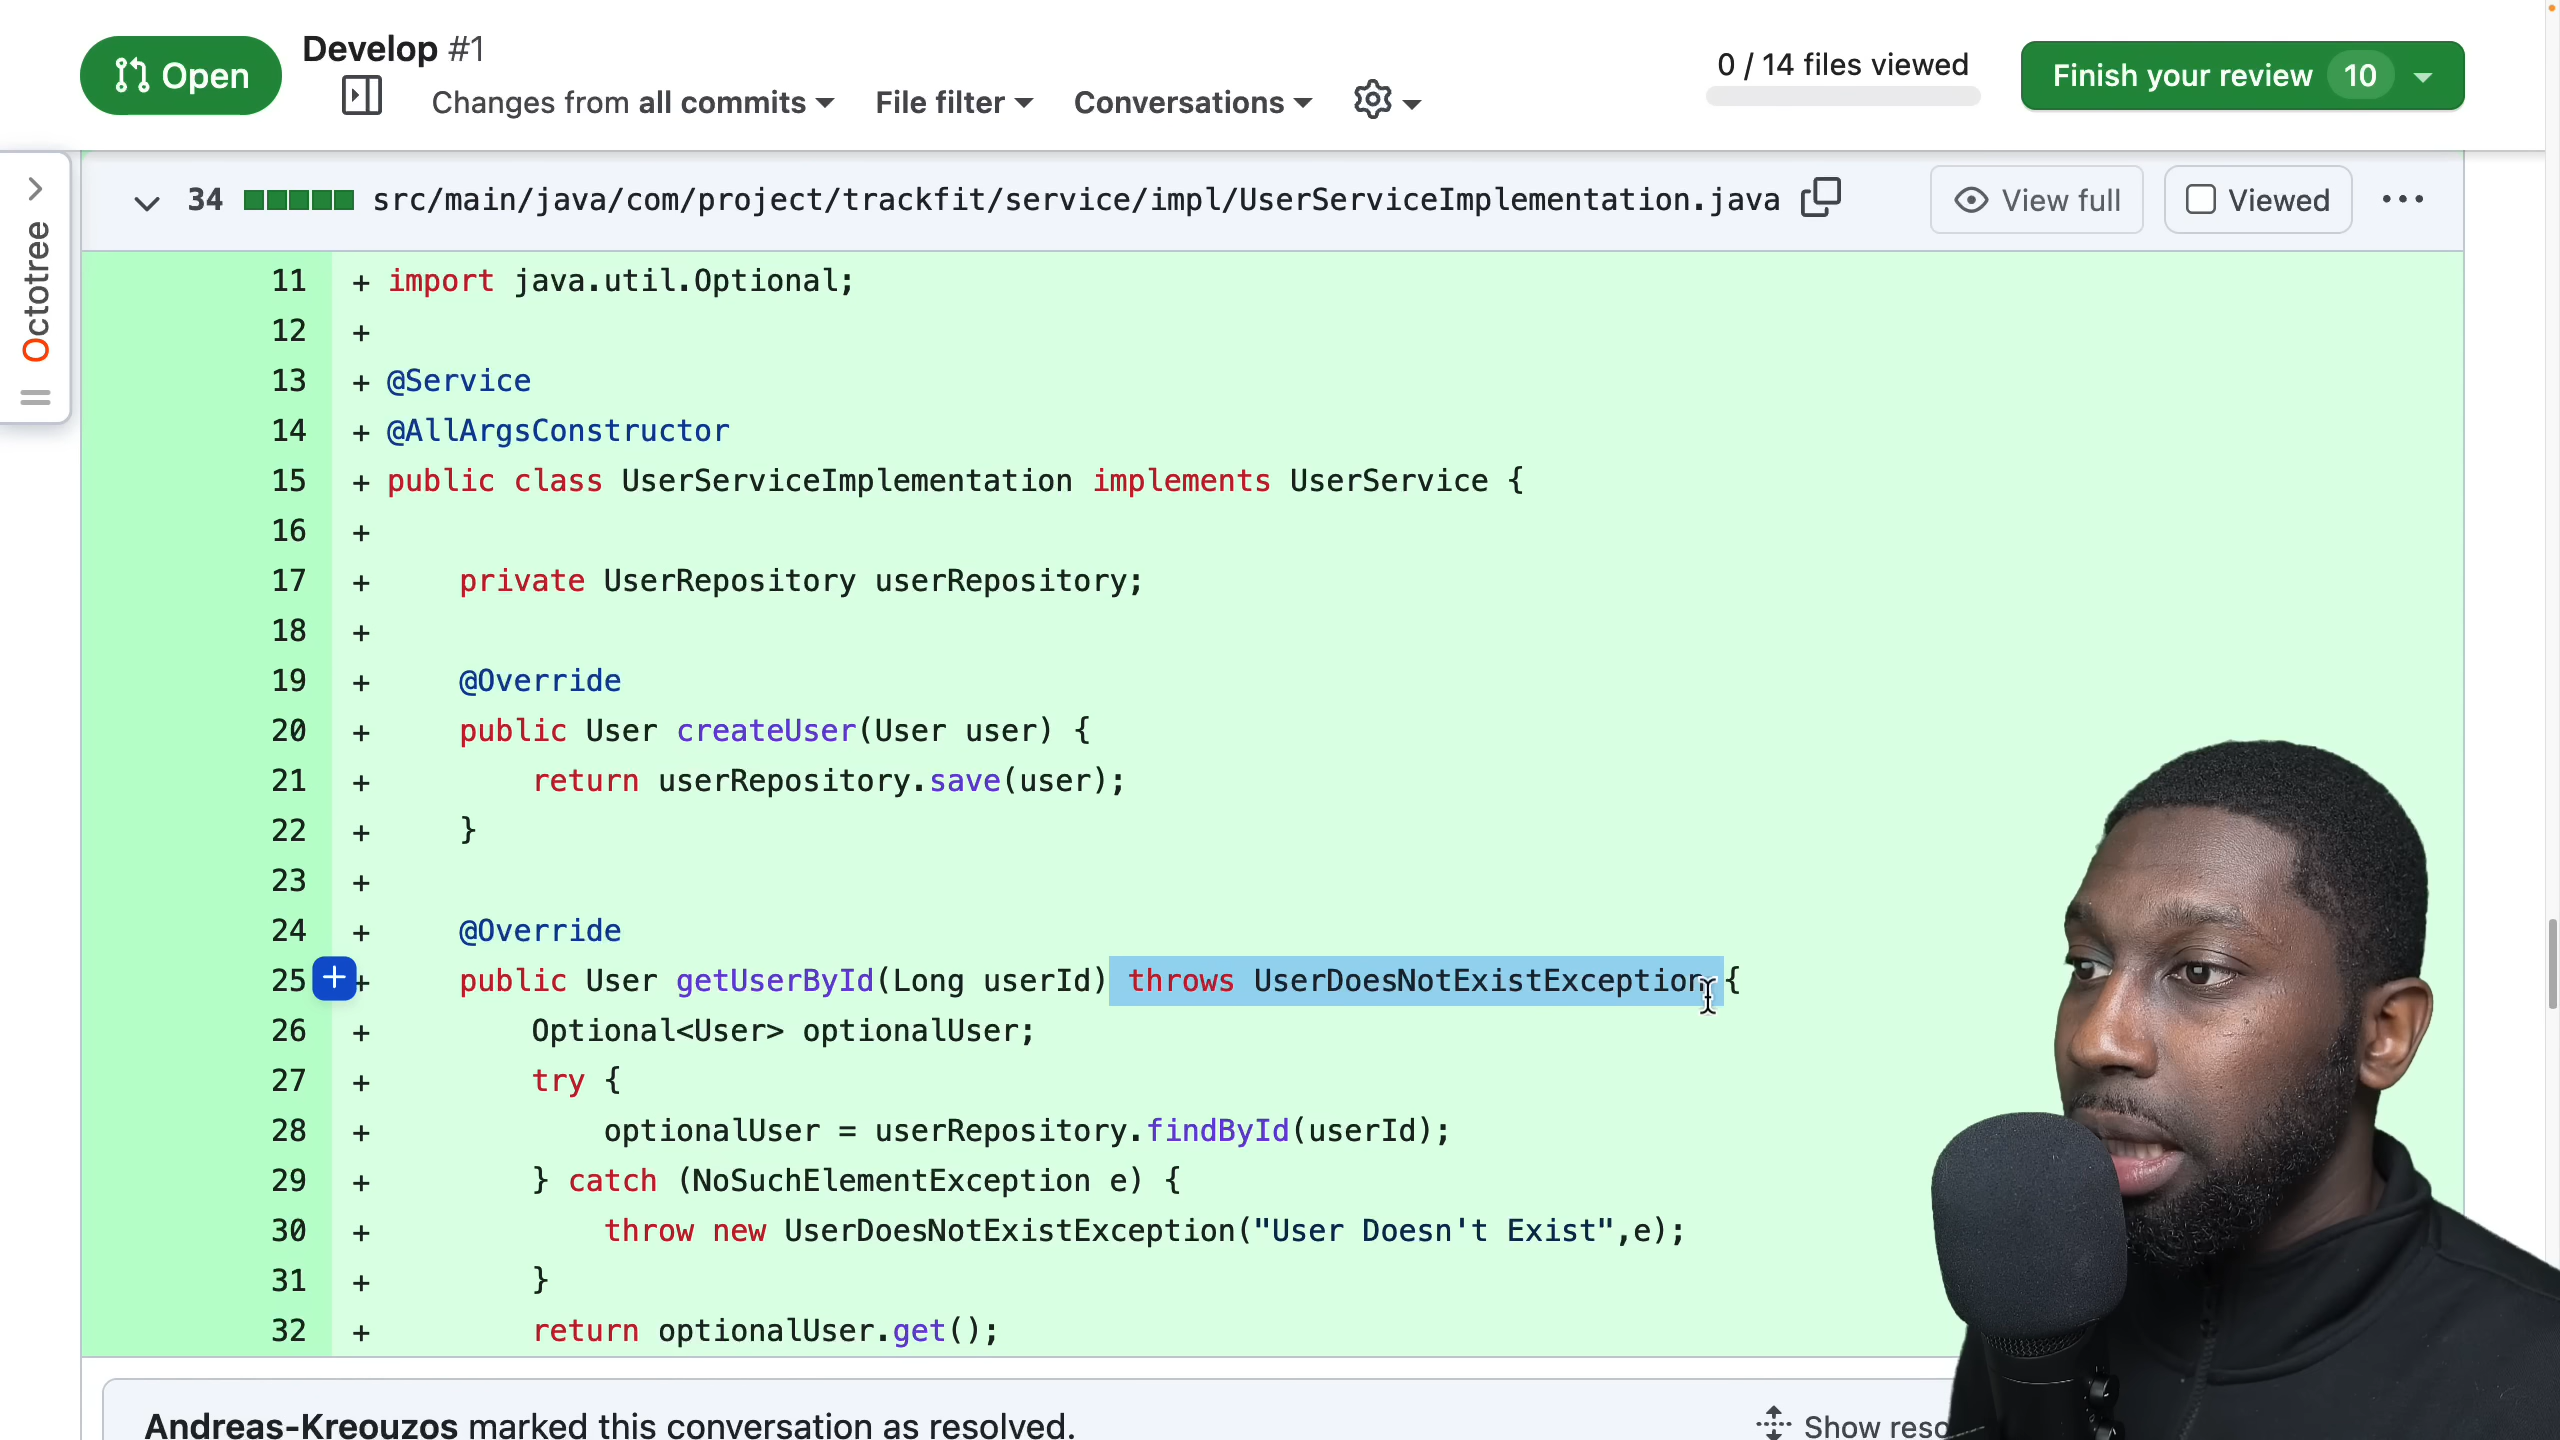 Develop #1
Open
Changes from all commits
File filter
Conversations
0 / 14 files viewed
Finish your review 10
Octotree
34 src/main/java/com/project/trackfit/service/impl/UserServiceImplementation.java
View full
Viewed
11 + import java.util.Optional;
12 +
13 + @Service
14 + @AllArgsConstructor
15 + public class UserServiceImplementation implements UserService {
16 +
17 + private UserRepository userRepository;
18 +
19 + @Override
20 + public User createUser(User user) {
21 + return userRepository.save(user);
22 + }
23 +
24 + @Override
25 + public User getUserById(Long userId) throws UserDoesNotExistException {
26 + Optional<User> optionalUser;
27 + try {
28 + optionalUser = userRepository.findById(userId);
29 + } catch (NoSuchElementException e) {
30 + throw new UserDoesNotExistException("User Doesn't Exist",e);
31 + }
32 + return optionalUser.get();
Andreas-Kreouzos marked this conversation as resolved.
Show